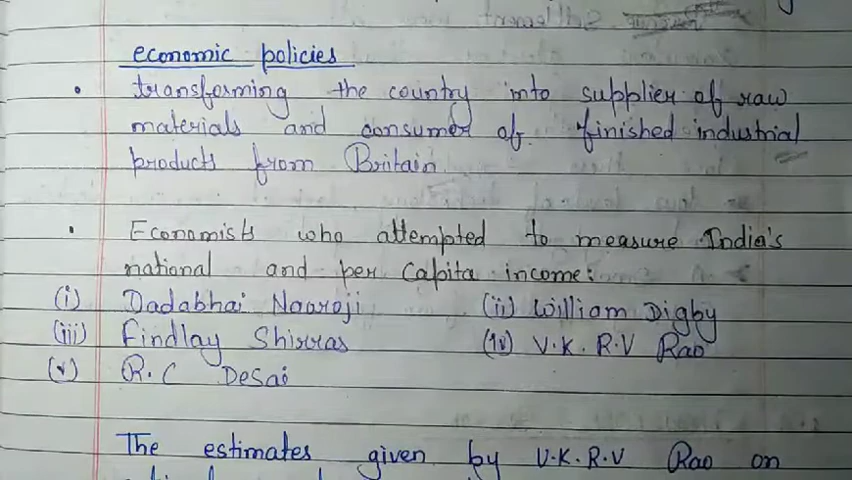 economic policies
• transforming the country into supplier of raw
materials and consumer of finished industrial
products from Britain
• Economists who attempted to measure India's
national and per capita income:
(i) Dadabhai Naoroji (ii) William Digby
(iii) Findlay Shirras (iv) V.K.R.V Rao
(v) R.C Desai
The estimates given by V.K.R.V Rao on